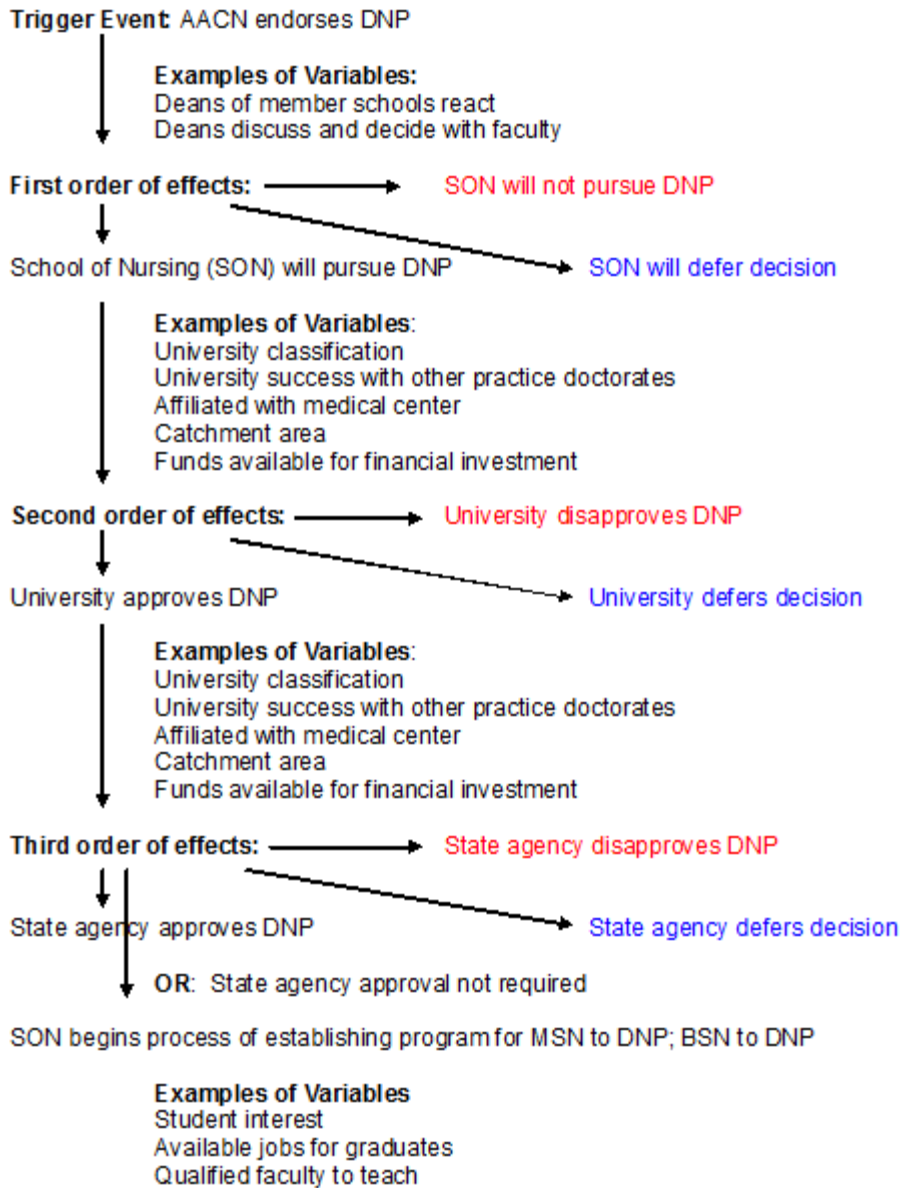 Trigger Event: AACN endorses DNP
Examples of Variables:
Deans of member schools react
Deans discuss and decide with faculty
First order of effects:
SON will not pursue DNP
School of Nursing (SON) will pursue DNP
SON will defer decision
Examples of Variables:
University classification
University success with other practice doctorates
Affiliated with medical center
Catchment area
Funds available for financial investment
Second order of effects:
University disapproves DNP
University approves DNP
University defers decision
Examples of Variables:
University classification
University success with other practice doctorates
Affiliated with medical center
Catchment area
Funds available for financial investment
Third order of effects:
State agency disapproves DNP
State agency approves DNP
State agency defers decision
OR: State agency approval not required
SON begins process of establishing program for MSN to DNP; BSN to DNP
Examples of Variables
Student interest
Available jobs for graduates
Qualified faculty to teach